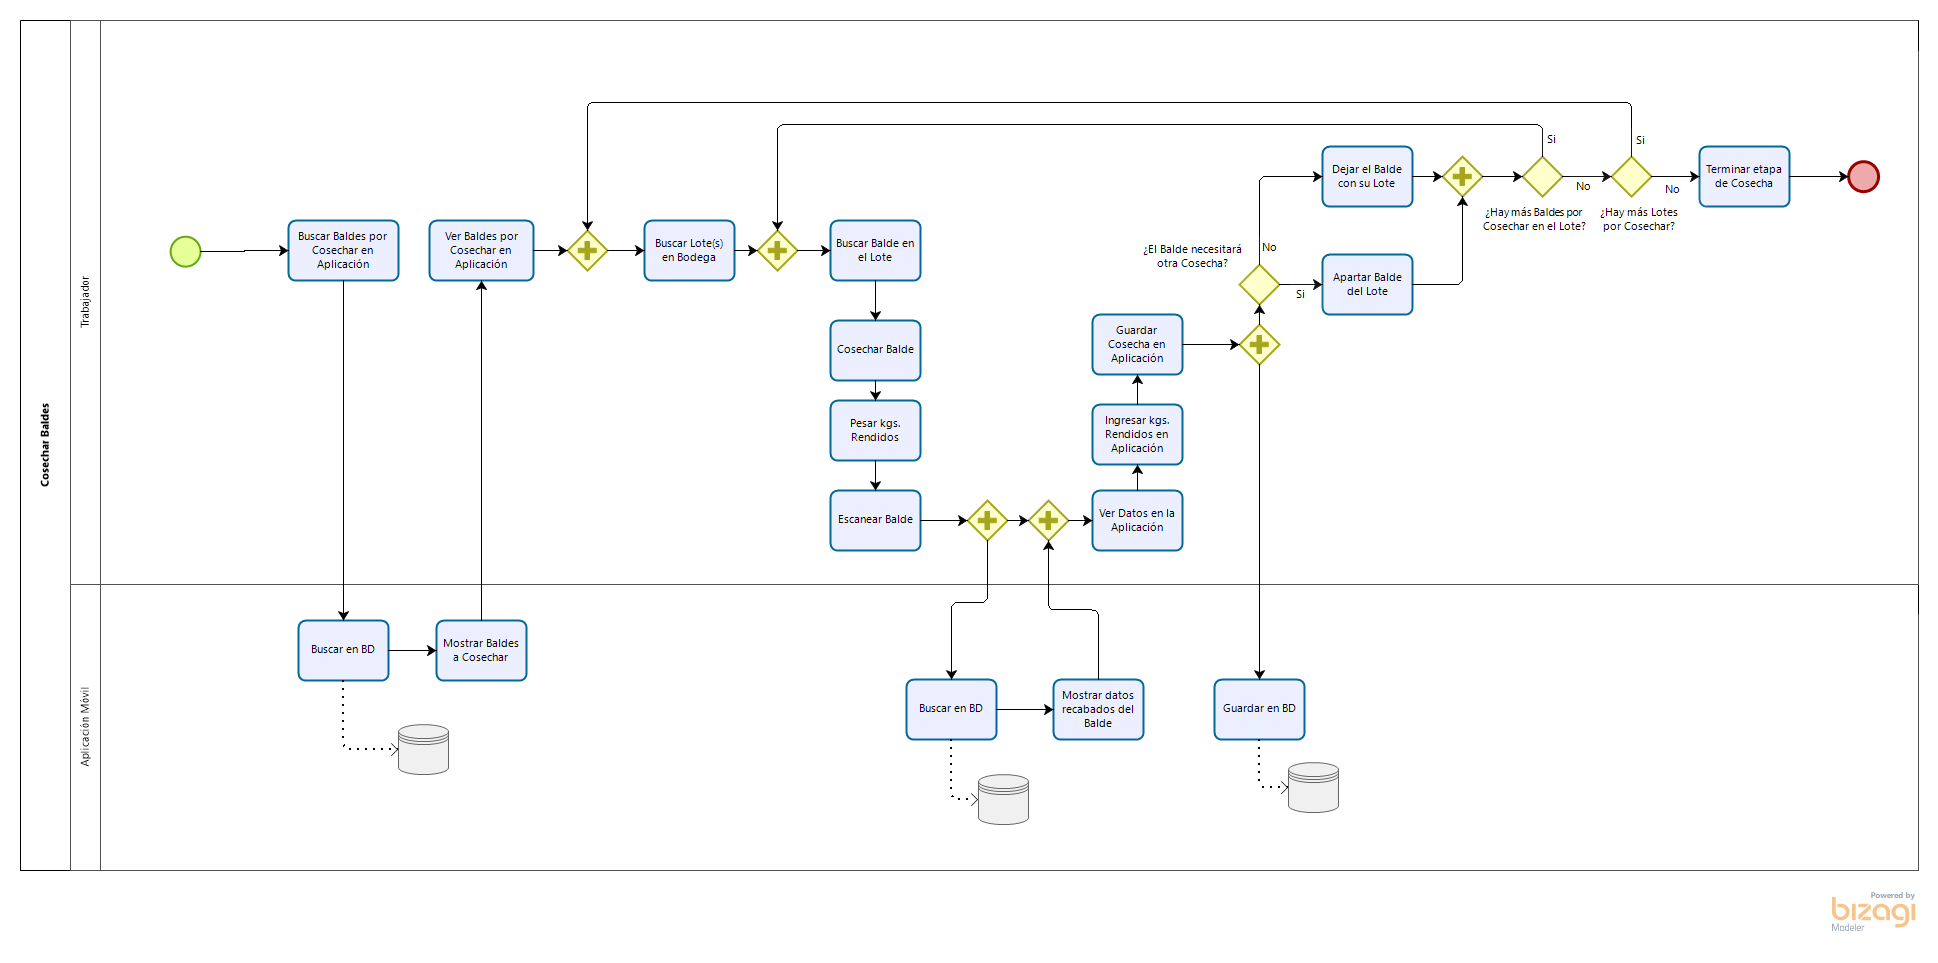 Cosechar Baldes
Trabajador
Aplicación Móvil
Buscar Baldes por
Cosechar en
Aplicación
Ver Baldes por
Cosechar en
Aplicación
Buscar Lote(s)
en Bodega
Buscar Balde en
el Lote
Cosechar Balde
Pesar kgs.
Rendidos
Escanear Balde
Ver Datos en la
Aplicación
Ingresar kgs.
Rendidos en
Aplicación
Guardar
Cosecha en
Aplicación
¿El Balde necesitará
otra Cosecha?
No
Si
Dejar el Balde
con su Lote
Apartar Balde
del Lote
Si
No
¿Hay más Baldes por
Cosechar en el Lote?
Si
No
¿Hay más Lotes
por Cosechar?
Terminar etapa
de Cosecha
Buscar en BD
Mostrar Baldes
a Cosechar
Buscar en BD
Mostrar datos
recabados del
Balde
Guardar en BD
Powered by
bizagi
Modeler